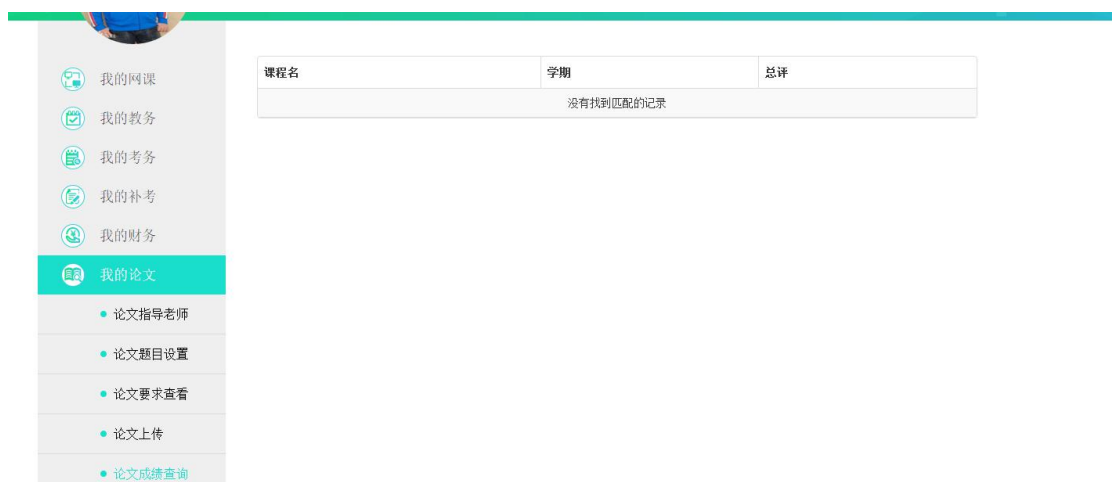 我的网课
我的教务
我的考务
我的补考
我的财务
我的论文
论文指导老师
论文题目设置
论文要求查看
论文上传
论文成绩查询
课程名 学期 总评
没有找到匹配的记录